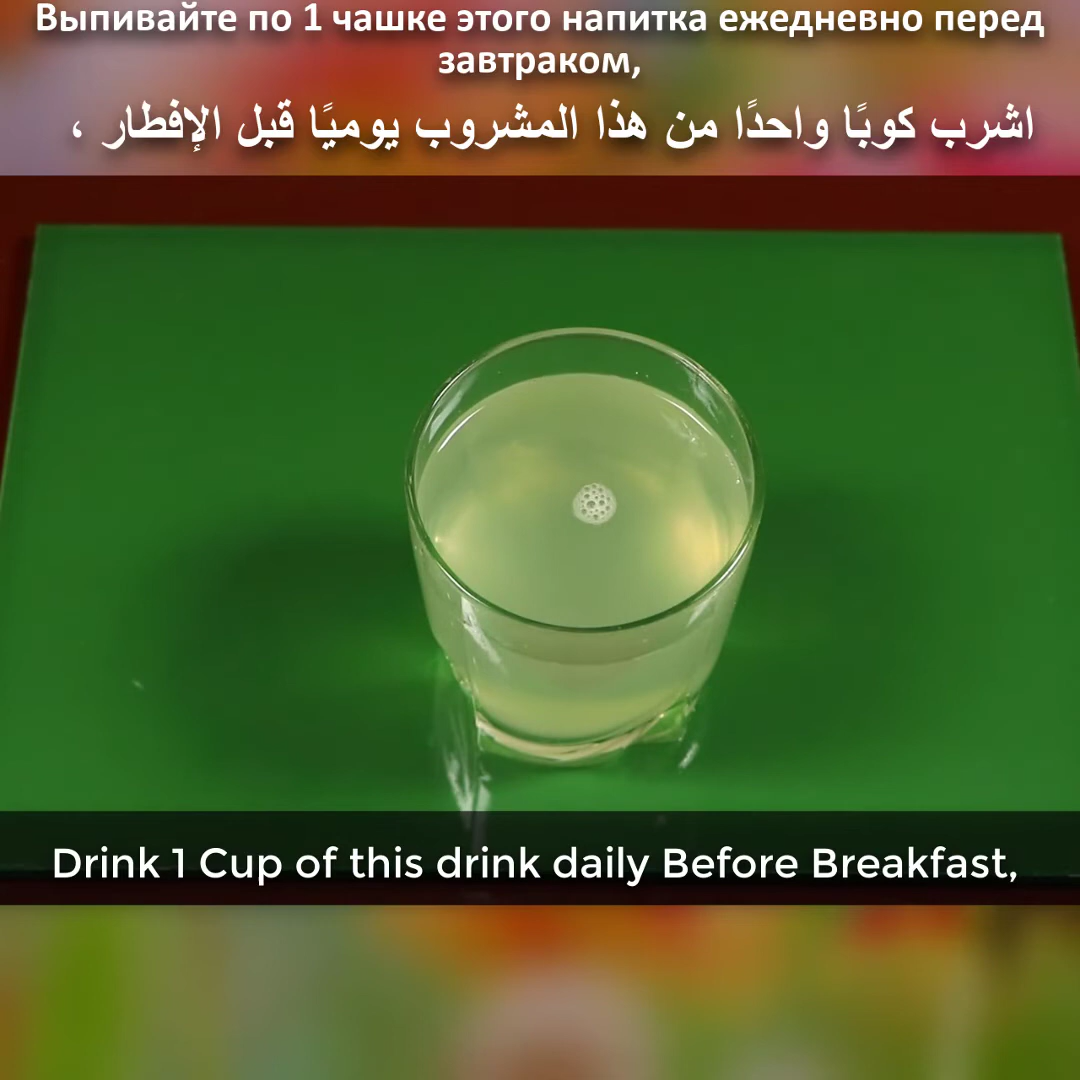 Выпивайте по 1 чашке этого напитка ежедневно перед
завтраком,
اشرب كوبًا واحدًا من هذا المشروب يوميًا قبل الإفطار ،
Drink 1 Cup of this drink daily Before Breakfast,